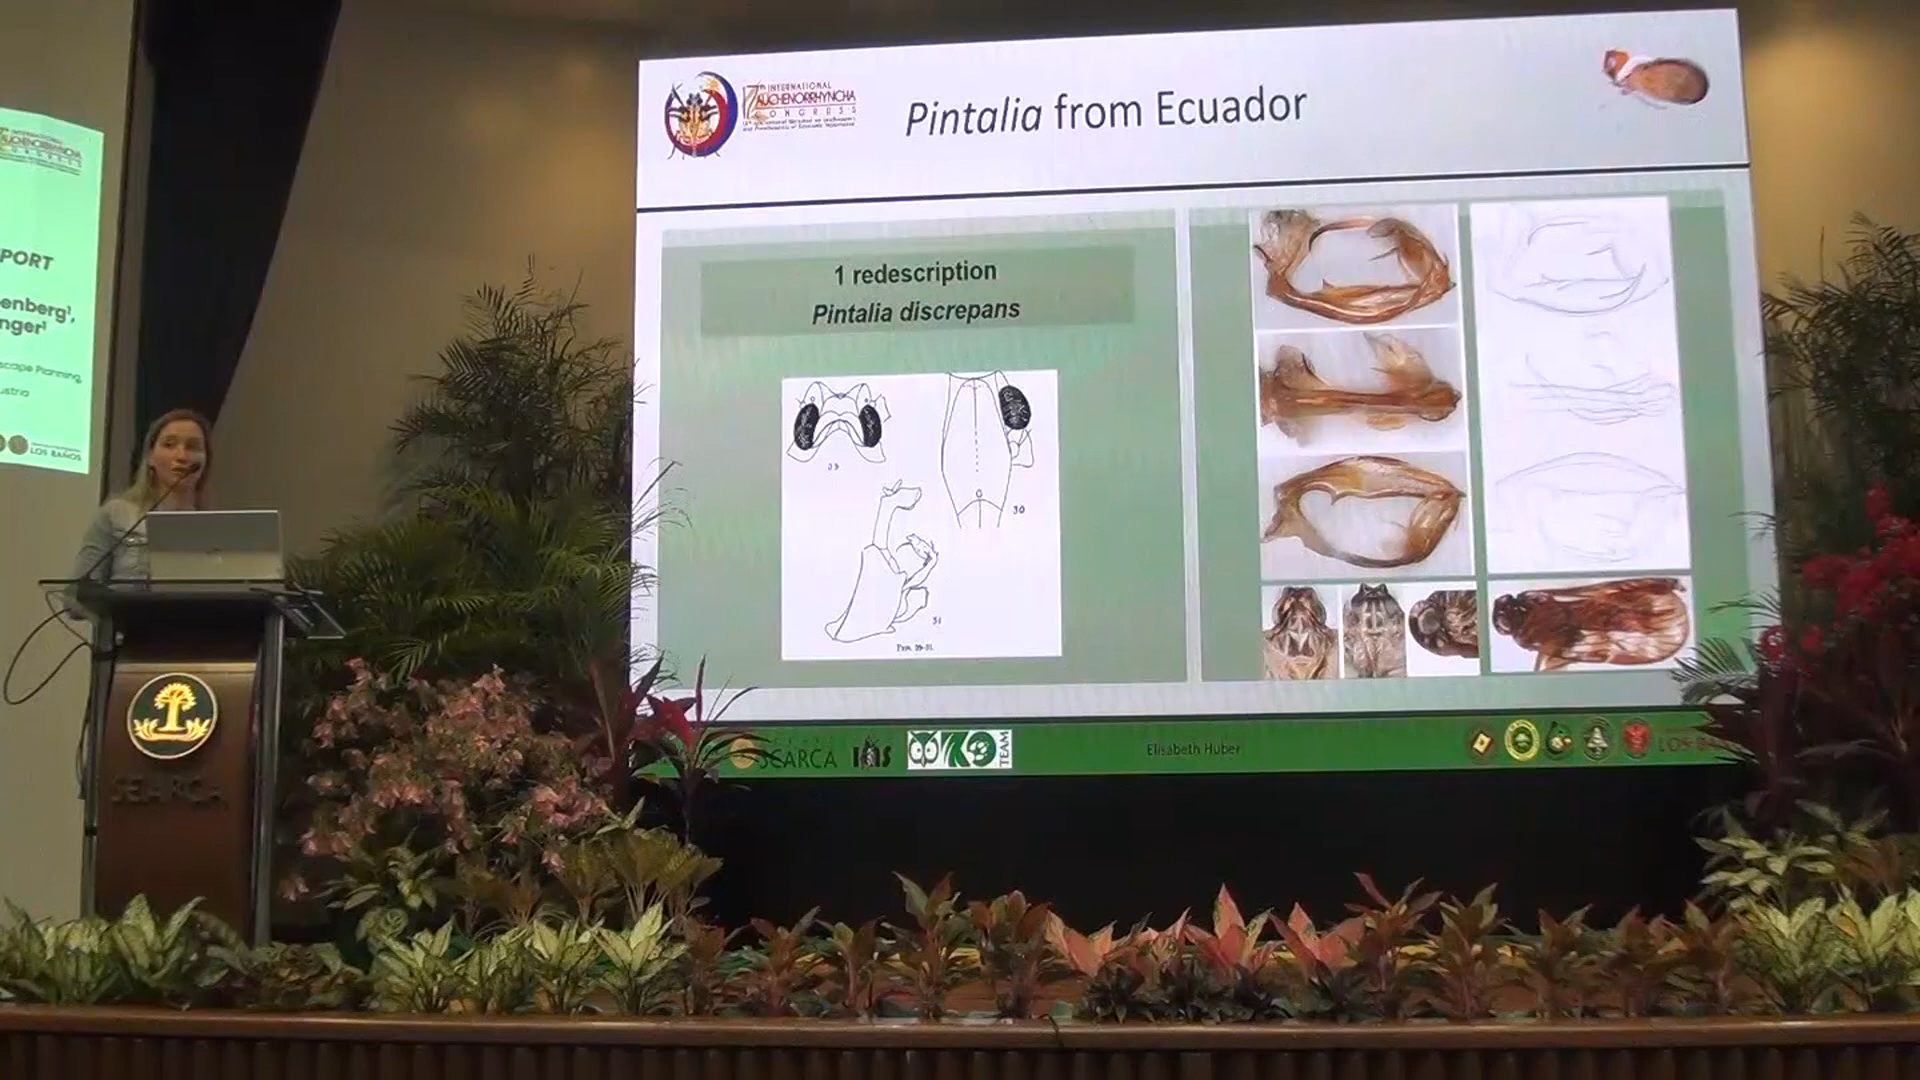 PORT
enberg¹,
nger¹
scape Planning,
ustria
LOS BAÑOS
17th INTERNATIONAL
AUCHENORRHYNCHA
CONGRESS
Pintalia from Ecuador
1 redescription
Pintalia discrepans
30
31
SEARCA
TEAM
Elisabeth Huber
SEARCA